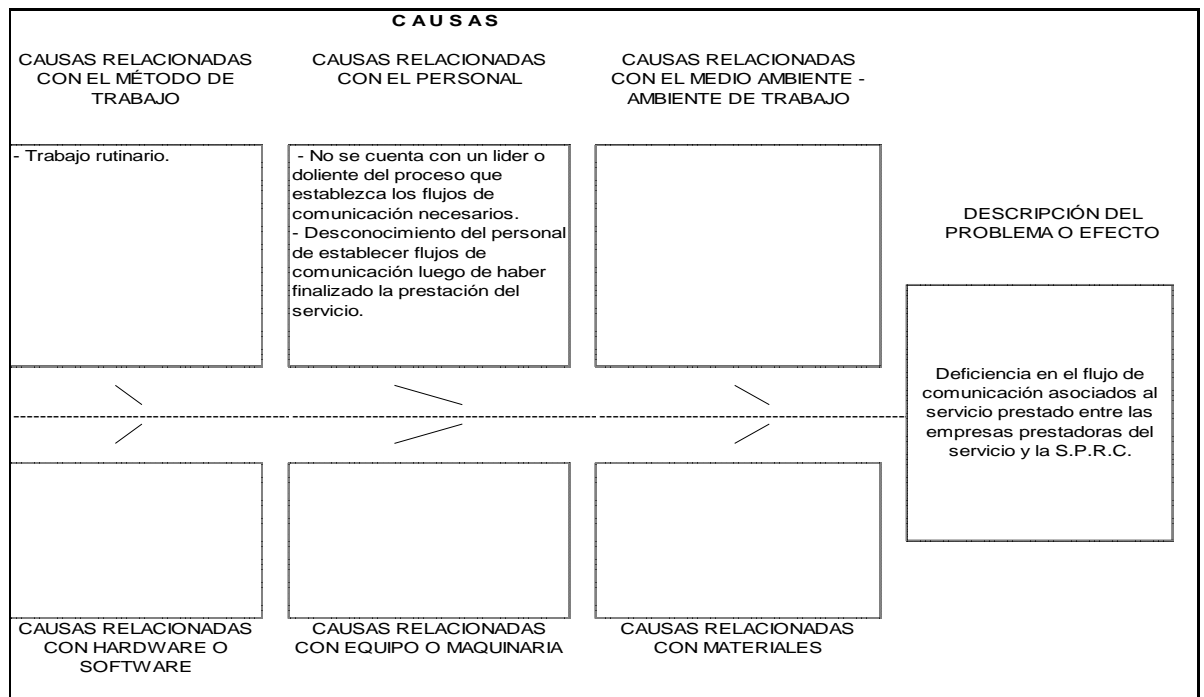 C A U S A S
CAUSAS RELACIONADAS
CON EL MÉTODO DE
TRABAJO
CAUSAS RELACIONADAS
CON EL PERSONAL
CAUSAS RELACIONADAS
CON EL MEDIO AMBIENTE -
AMBIENTE DE TRABAJO
- Trabajo rutinario.
- No se cuenta con un lider o
doliente del proceso que
establezca los flujos de
comunicación necesarios.
- Desconocimiento del personal
de establecer flujos de
comunicación luego de haber
finalizado la prestación del
servicio.
DESCRIPCIÓN DEL
PROBLEMA O EFECTO
Deficiencia en el flujo de
comunicación asociados al
servicio prestado entre las
empresas prestadoras del
servicio y la S.P.R.C.
CAUSAS RELACIONADAS
CON HARDWARE O
SOFTWARE
CAUSAS RELACIONADAS
CON EQUIPO O MAQUINARIA
CAUSAS RELACIONADAS
CON MATERIALES